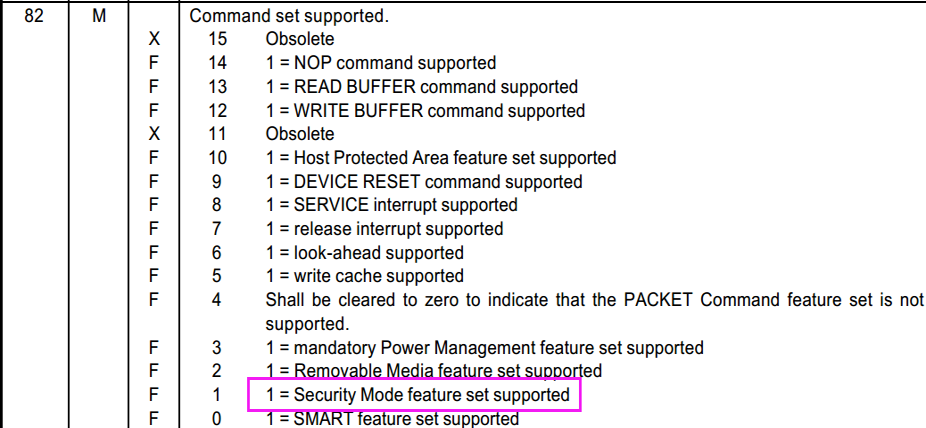 82 M Command set supported.
X 15 Obsolete
F 14 1 = NOP command supported
F 13 1 = READ BUFFER command supported
F 12 1 = WRITE BUFFER command supported
X 11 Obsolete
F 10 1 = Host Protected Area feature set supported
F 9 1 = DEVICE RESET command supported
F 8 1 = SERVICE interrupt supported
F 7 1 = release interrupt supported
F 6 1 = look-ahead supported
F 5 1 = write cache supported
F 4 Shall be cleared to zero to indicate that the PACKET Command feature set is not
supported.
F 3 1 = mandatory Power Management feature set supported
F 2 1 = Removable Media feature set supported
F 1 1 = Security Mode feature set supported
F 0 1 = SMART feature set supported